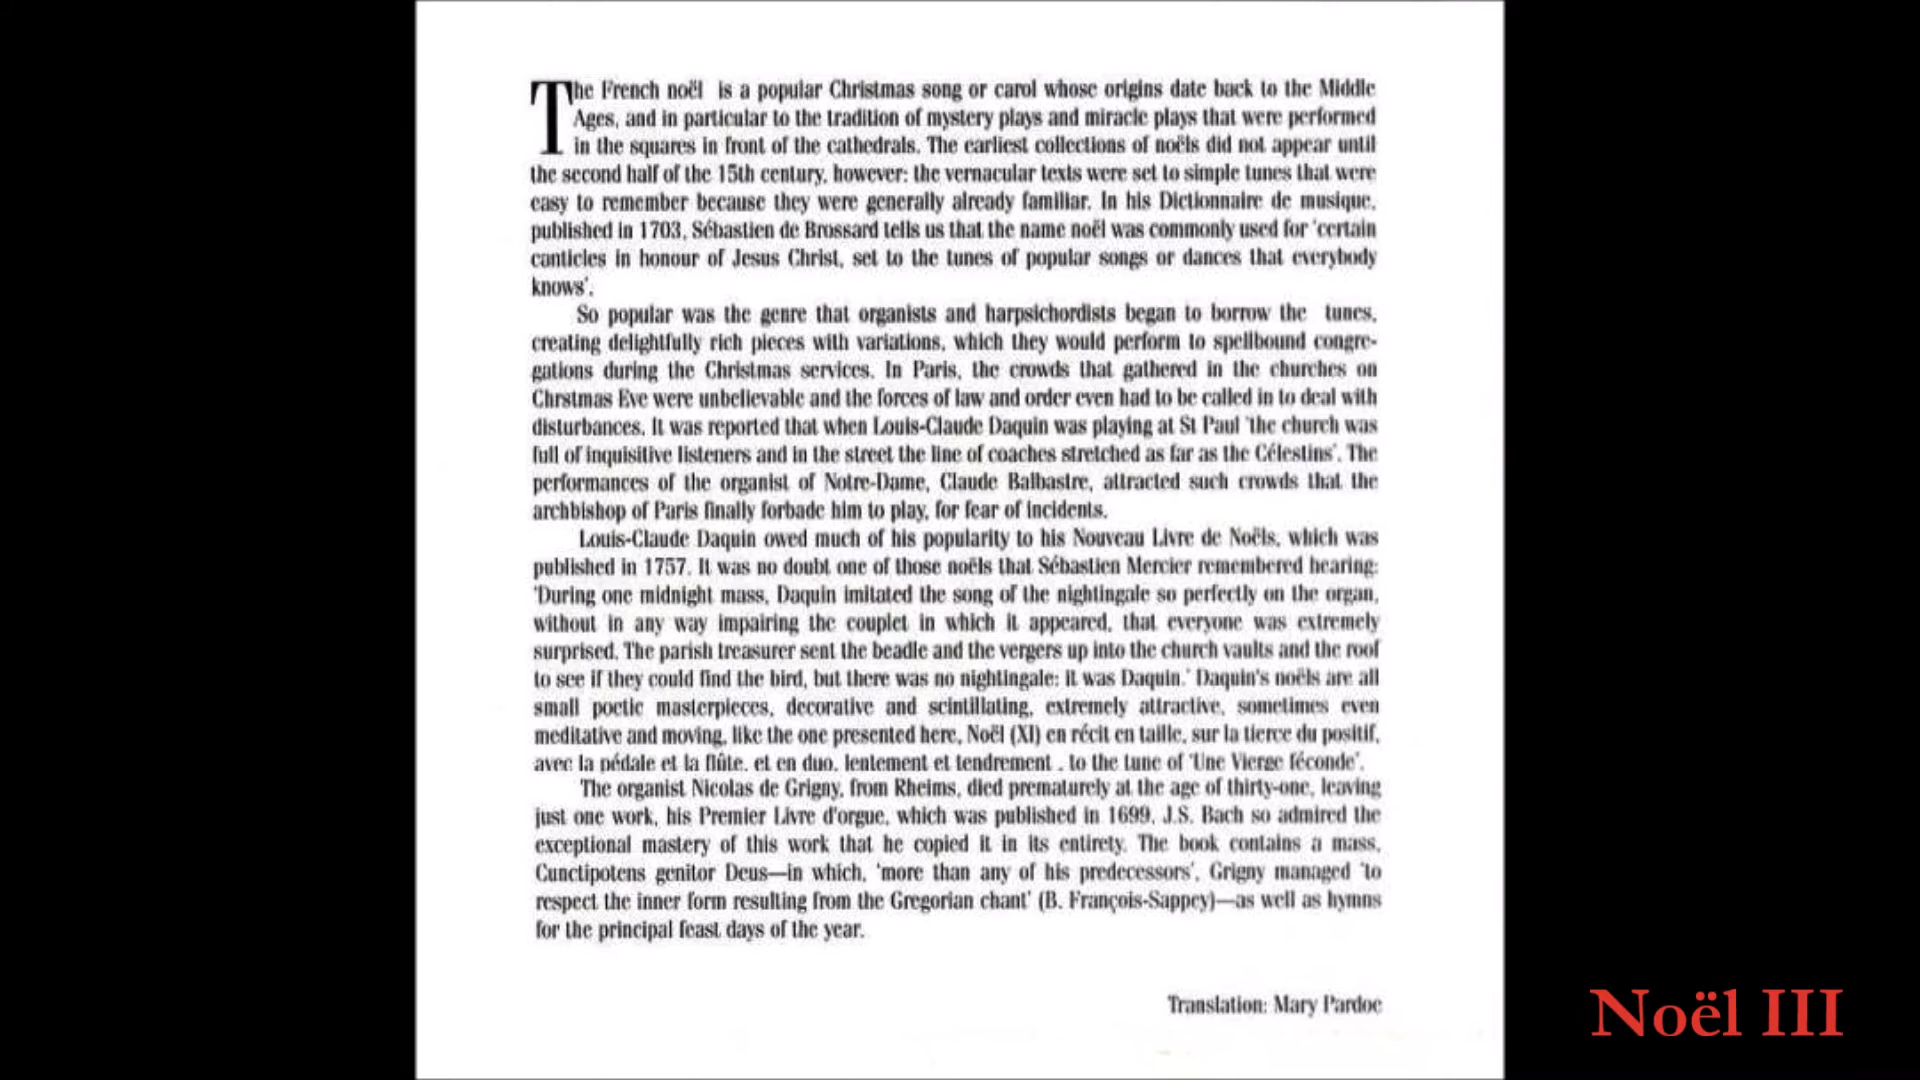 The French noël is a popular Christmas song or carol whose origins date back to the Middle
Ages, and in particular to the tradition of mystery plays and miracle plays that were performed
in the squares in front of the cathedrals. The earliest collections of noëls did not appear until
the second half of the 15th century, however: the vernacular texts were set to simple tunes that were
easy to remember because they were generally already familiar. In his Dictionnaire de musique,
published in 1703, Sébastien de Brossard tells us that the name noël was commonly used for 'certain
canticles in honour of Jesus Christ, set to the tunes of popular songs or dances that everybody
knows'.
So popular was the genre that organists and harpsichordists began to borrow the tunes,
creating delightfully rich pieces with variations, which they would perform to spellbound congre-
gations during the Christmas services. In Paris, the crowds that gathered in the churches on
Chrstmas Eve were unbelievable and the forces of law and order even had to be called in to deal with
disturbances. It was reported that when Louis-Claude Daquin was playing at St Paul 'the church was
full of inquisitive listeners and in the street the line of coaches stretched as far as the Célestins'. The
performances of the organist of Notre-Dame, Claude Balbastre, attracted such crowds that the
archbishop of Paris finally forbade him to play, for fear of incidents.
Louis-Claude Daquin owed much of his popularity to his Nouveau Livre de Noëls, which was
published in 1757. It was no doubt one of those noëls that Sébastien Mercier remembered hearing:
'During one midnight mass, Daquin imitated the song of the nightingale so perfectly on the organ,
without in any way impairing the couplet in which it appeared, that everyone was extremely
surprised. The parish treasurer sent the beadle and the vergers up into the church vaults and the roof
to see if they could find the bird, but there was no nightingale: it was Daquin.' Daquin's noëls are all
small poetic masterpieces, decorative and scintillating, extremely attractive, sometimes even
meditative and moving, like the one presented here, Noël (XI) en récit en taille, sur la tierce du positif,
avec la pédale et la flûte, et en duo, lentement et tendrement , to the tune of 'Une Vierge féconde'.
The organist Nicolas de Grigny, from Rheims, died prematurely at the age of thirty-one, leaving
just one work, his Premier Livre d'orgue, which was published in 1699. J.S. Bach so admired the
exceptional mastery of this work that he copied it in its entirety. The book contains a mass,
Cunctipotens genitor Deus—in which, 'more than any of his predecessors', Grigny managed 'to
respect the inner form resulting from the Gregorian chant' (B. François-Sappey)—as well as hymns
for the principal feast days of the year.
Translation: Mary Pardoe
Noël III